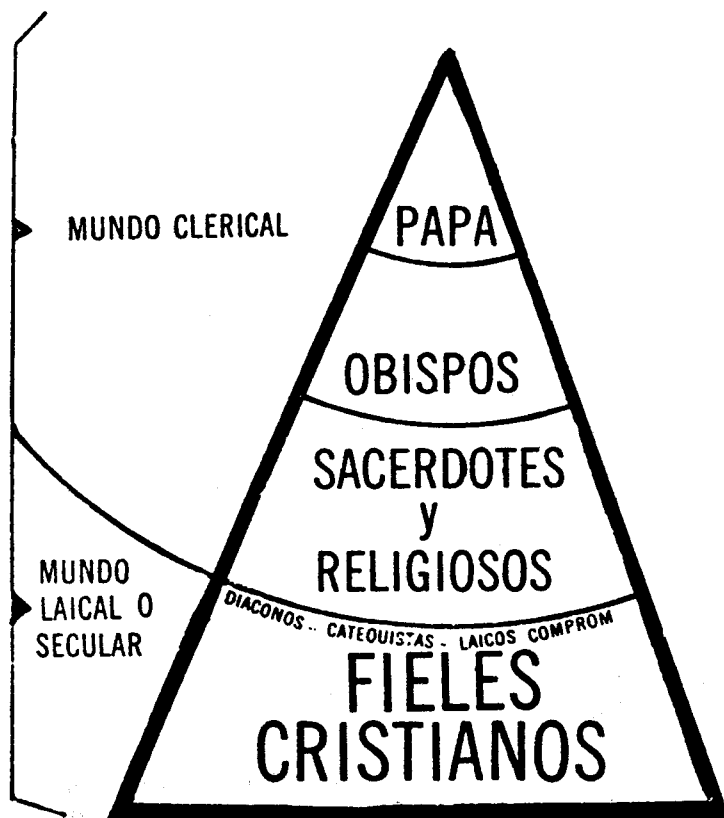 MUNDO CLERICAL
PAPA
OBISPOS
SACERDOTES
y
RELIGIOSOS
MUNDO
LAICAL O
SECULAR
DIACONOS - CATEQUISTAS - LAICOS COMPROM
FIELES
CRISTIANOS